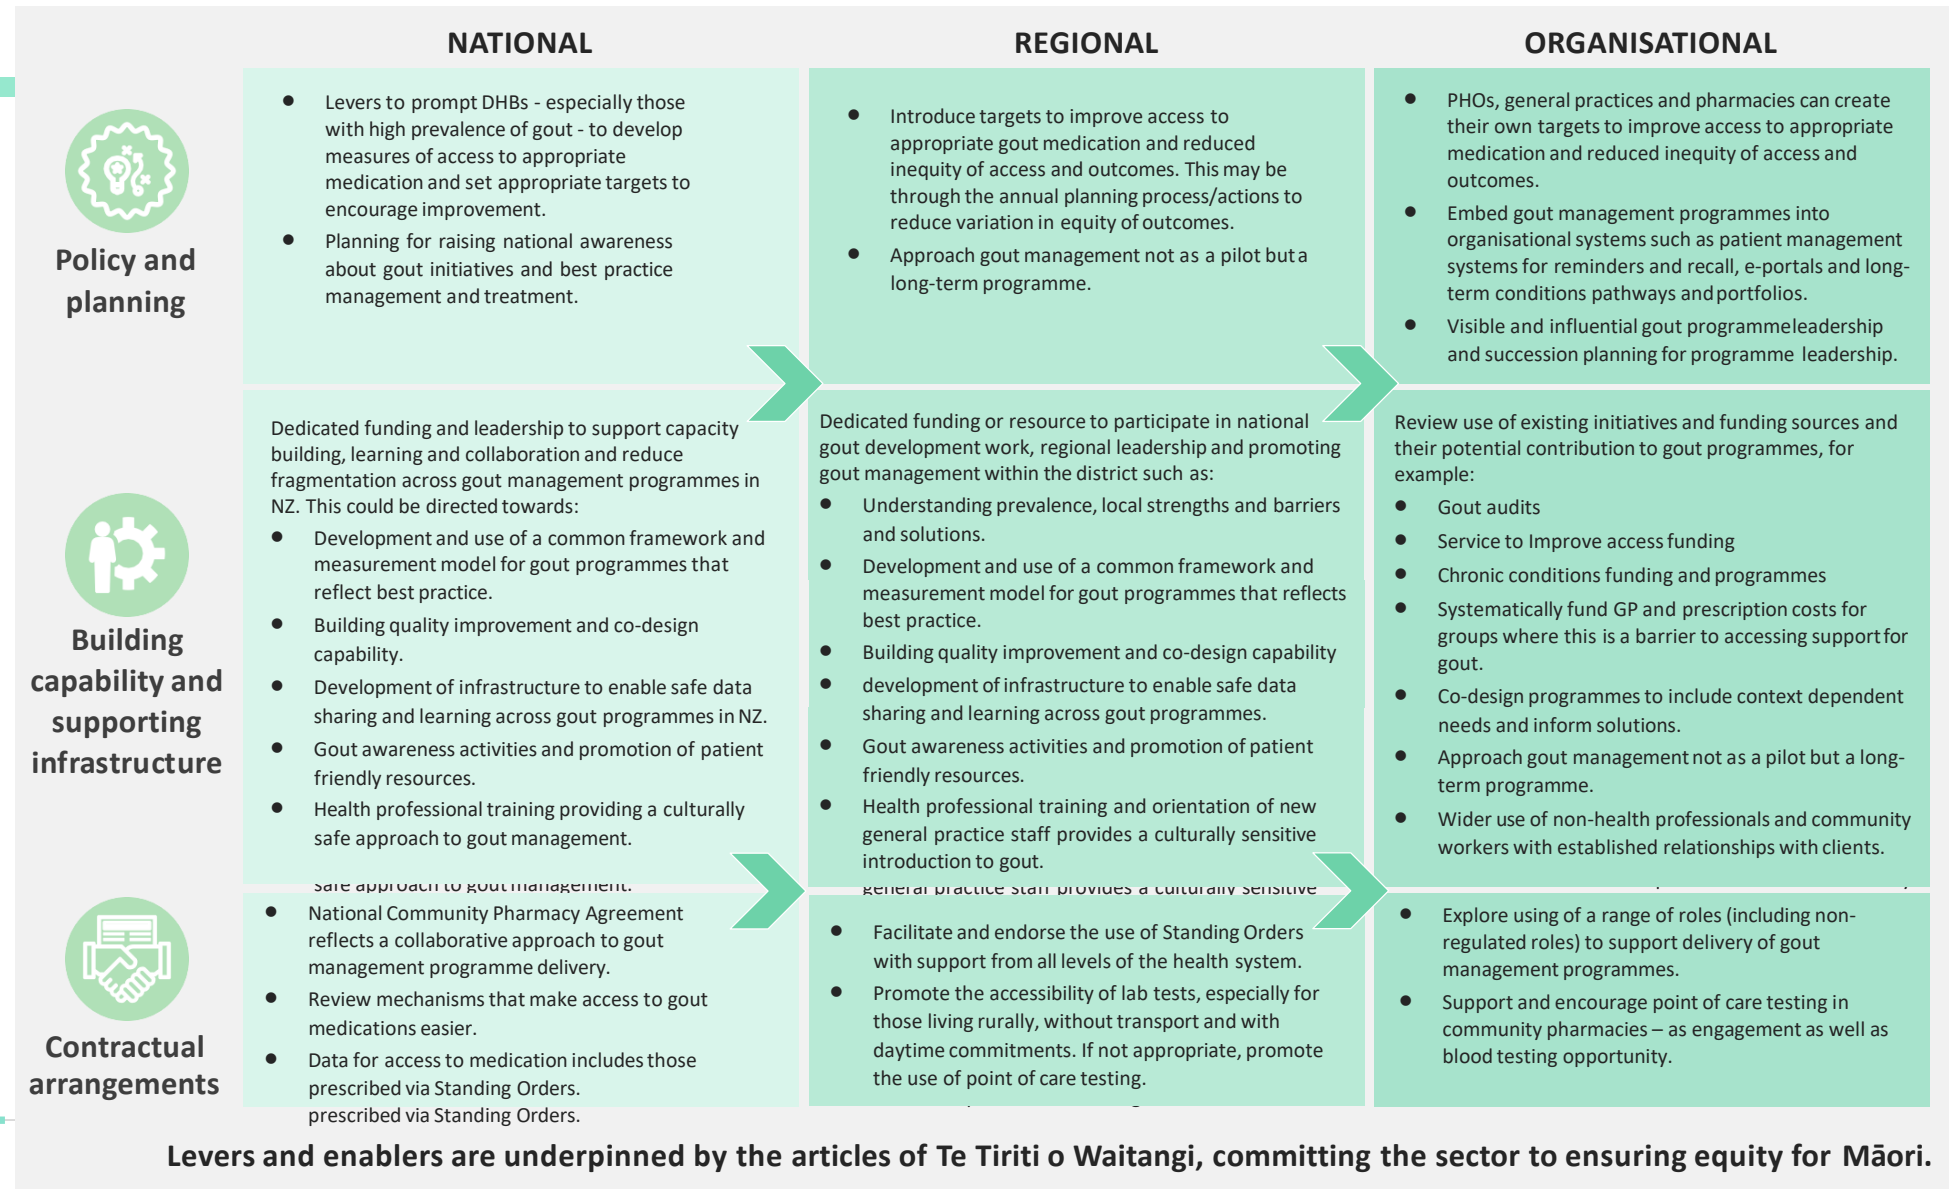 NATIONAL
REGIONAL
ORGANISATIONAL
Policy and
planning
● Levers to prompt DHBs - especially those
with high prevalence of gout - to develop
measures of access to appropriate
medication and set appropriate targets to
encourage improvement.
● Planning for raising national awareness
about gout initiatives and best practice
management and treatment.
● Introduce targets to improve access to
appropriate gout medication and reduced
inequity of access and outcomes. This may be
through the annual planning process/actions to
reduce variation in equity of outcomes.
● Approach gout management not as a pilot but a
long-term programme.
● PHOs, general practices and pharmacies can create
their own targets to improve access to appropriate
medication and reduced inequity of access and
outcomes.
● Embed gout management programmes into
organisational systems such as patient management
systems for reminders and recall, e-portals and long-
term conditions pathways and portfolios.
● Visible and influential gout programmeleadership
and succession planning for programme leadership.
Building
capability and
supporting
infrastructure
Dedicated funding and leadership to support capacity
building, learning and collaboration and reduce
fragmentation across gout management programmes in
NZ. This could be directed towards:
● Development and use of a common framework and
measurement model for gout programmes that
reflect best practice.
● Building quality improvement and co-design
capability.
● Development of infrastructure to enable safe data
sharing and learning across gout programmes in NZ.
● Gout awareness activities and promotion of patient
friendly resources.
● Health professional training providing a culturally
safe approach to gout management.
safe approach to gout management.
Dedicated funding or resource to participate in national
gout development work, regional leadership and promoting
gout management within the district such as:
● Understanding prevalence, local strengths and barriers
and solutions.
● Development and use of a common framework and
measurement model for gout programmes that reflects
best practice.
● Building quality improvement and co-design capability
● development of infrastructure to enable safe data
sharing and learning across gout programmes.
● Gout awareness activities and promotion of patient
friendly resources.
● Health professional training and orientation of new
general practice staff provides a culturally sensitive
introduction to gout.
general practice staff provides a culturally sensitive
Review use of existing initiatives and funding sources and
their potential contribution to gout programmes, for
example:
● Gout audits
● Service to Improve access funding
● Chronic conditions funding and programmes
● Systematically fund GP and prescription costs for
groups where this is a barrier to accessing support for
gout.
● Co-design programmes to include context dependent
needs and inform solutions.
● Approach gout management not as a pilot but a long-
term programme.
● Wider use of non-health professionals and community
workers with established relationships with clients.
Contractual
arrangements
● National Community Pharmacy Agreement
reflects a collaborative approach to gout
management programme delivery.
● Review mechanisms that make access to gout
medications easier.
● Data for access to medication includes those
prescribed via Standing Orders.
prescribed via Standing Orders.
● Facilitate and endorse the use of Standing Orders
with support from all levels of the health system.
● Promote the accessibility of lab tests, especially for
those living rurally, without transport and with
daytime commitments. If not appropriate, promote
the use of point of care testing.
● Explore using of a range of roles (including non-
regulated roles) to support delivery of gout
management programmes.
● Support and encourage point of care testing in
community pharmacies – as engagement as well as
blood testing opportunity.
Levers and enablers are underpinned by the articles of Te Tiriti o Waitangi, committing the sector to ensuring equity for Māori.